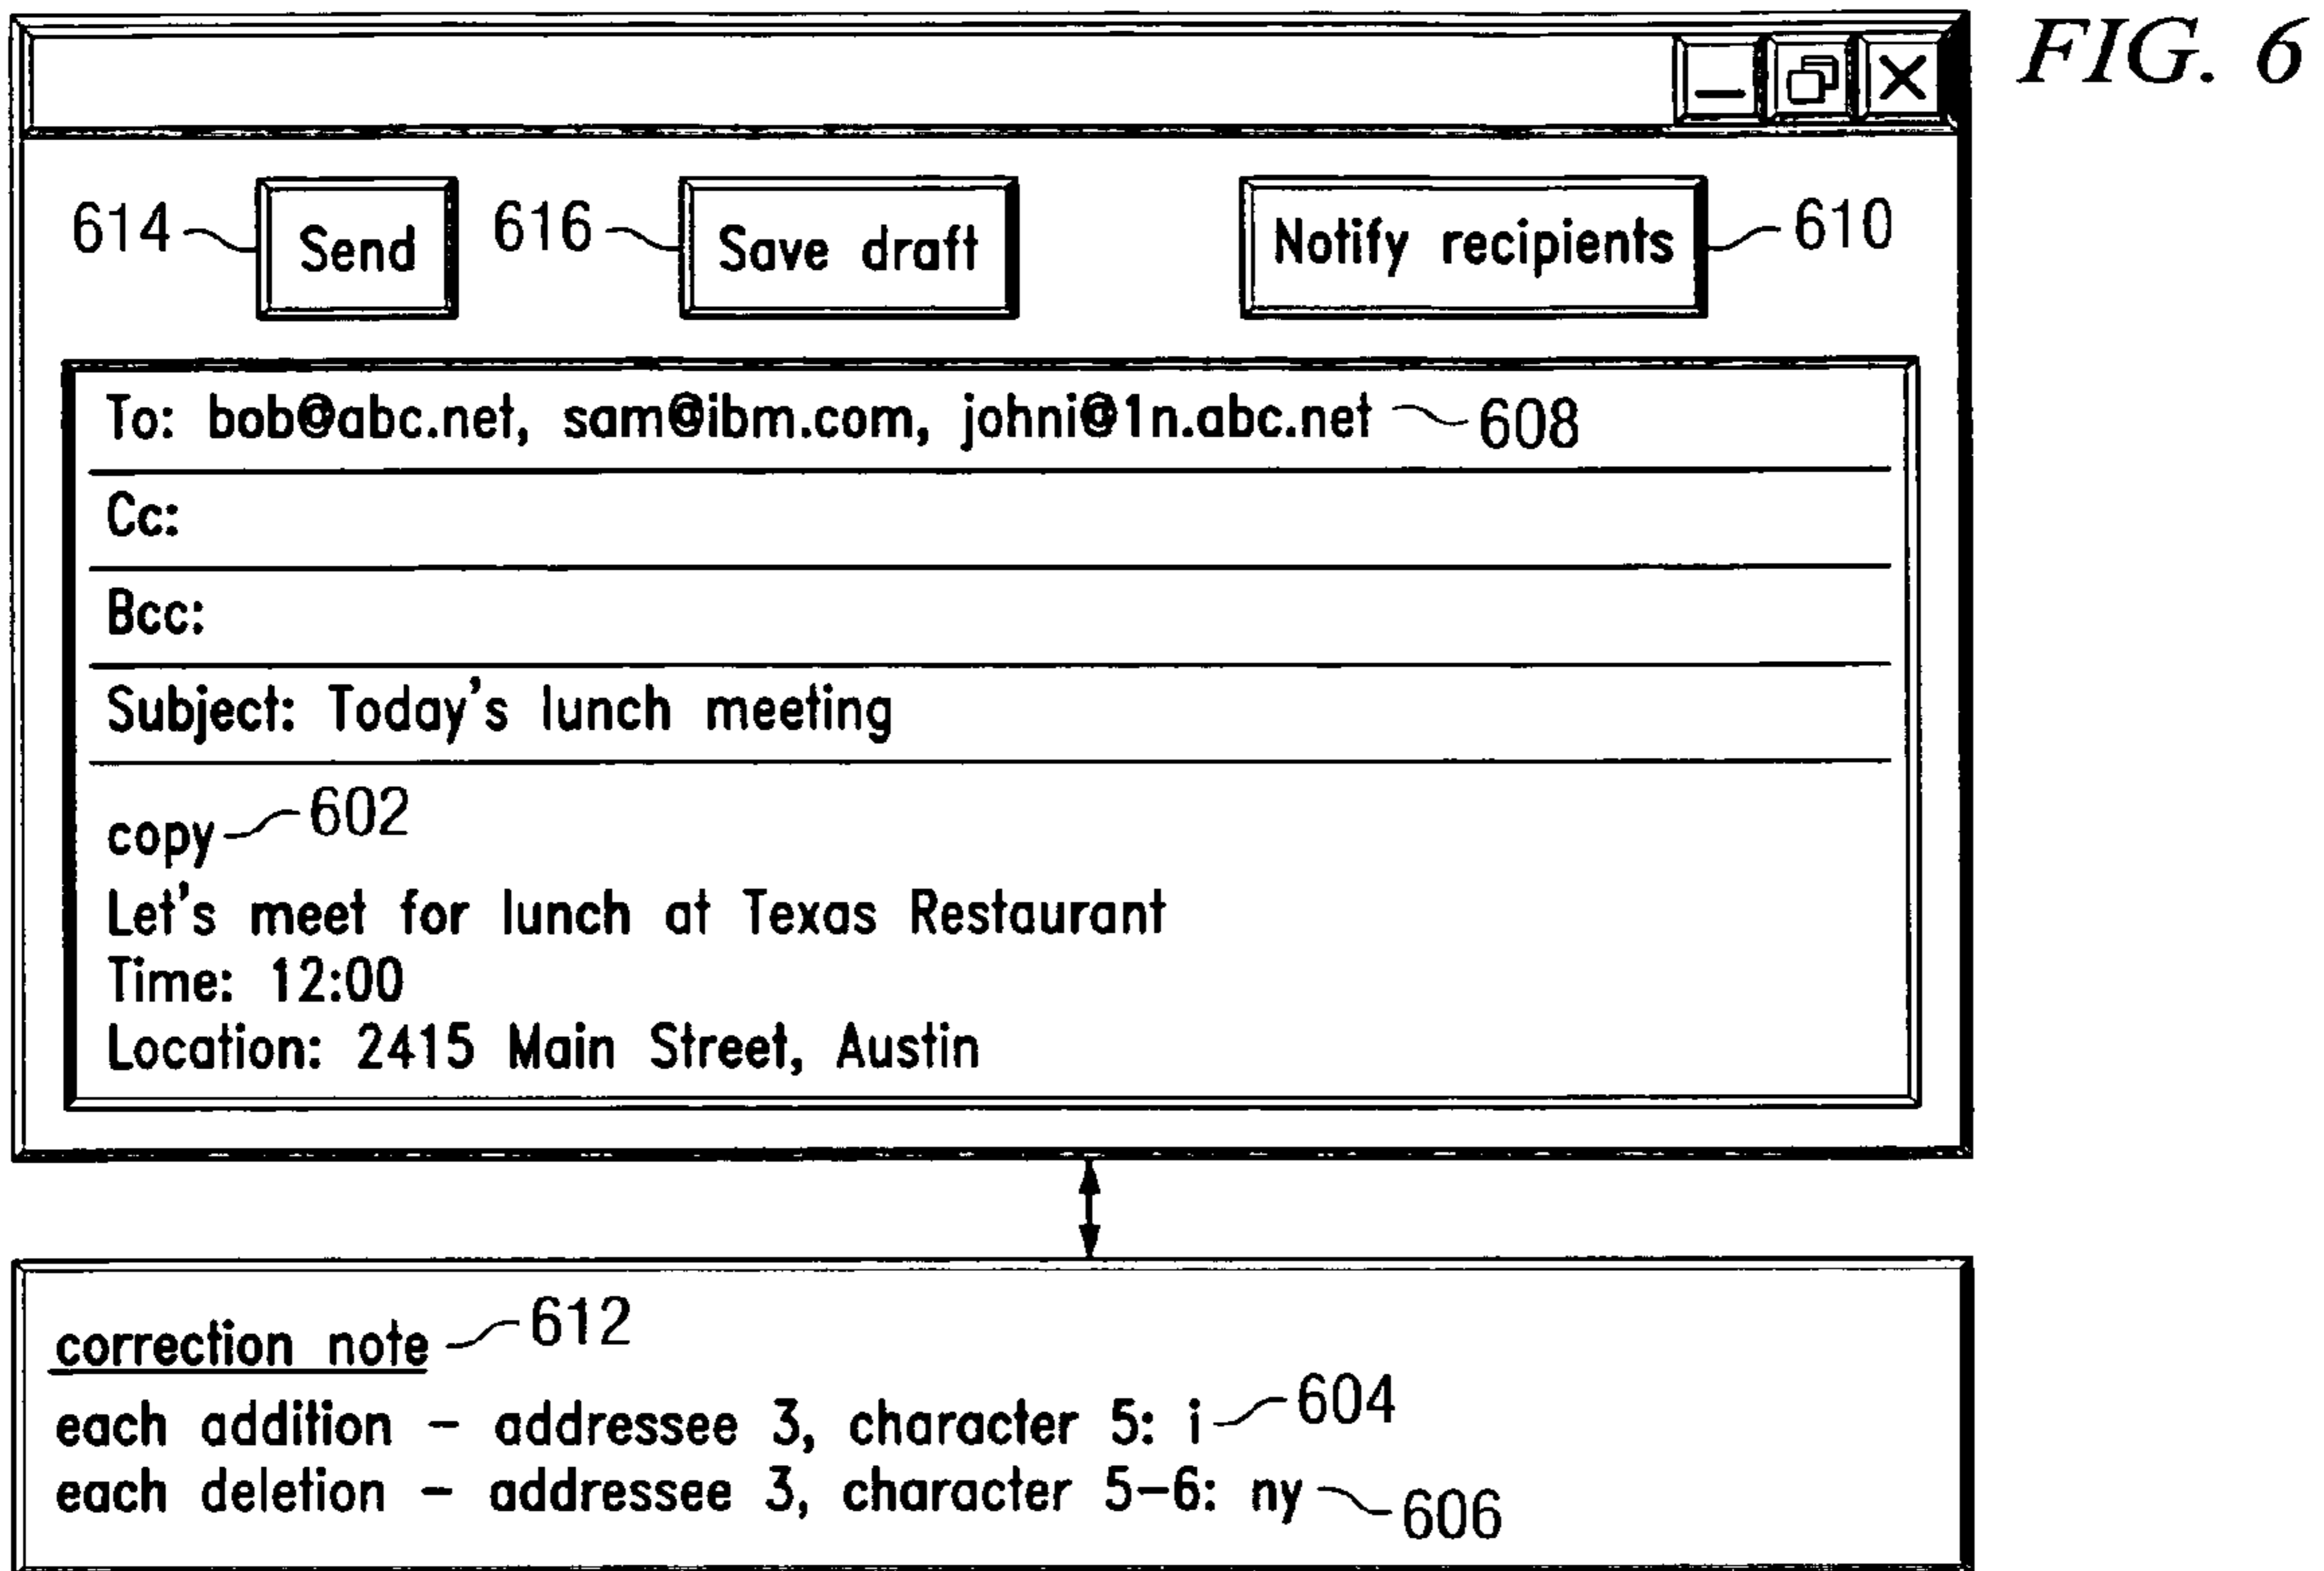 FIG. 6
614 Send 616 Save draft Notify recipients 610
To: bob@abc.net, sam@ibm.com, johni@1n.abc.net 608
Cc:
Bcc:
Subject: Today's lunch meeting
copy 602
Let's meet for lunch at Texas Restaurant
Time: 12:00
Location: 2415 Main Street, Austin
correction note 612
each addition – addressee 3, character 5: i 604
each deletion – addressee 3, character 5–6: ny 606